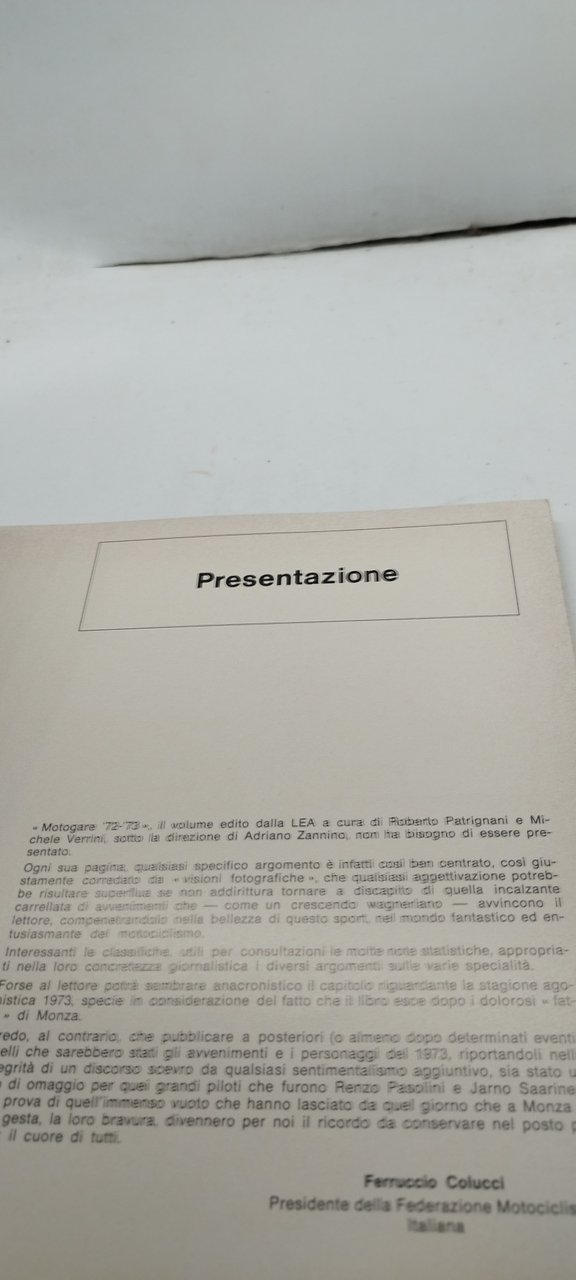 Presentazione
« Motogare '72-'73 », il volume edito dalla LEA a cura di Roberto Patrignani e Mi-
chele Verrini, sotto la direzione di Adriano Zannino, non ha bisogno di essere pre-
sentato.
Ogni sua pagina, qualsiasi specifico argomento è infatti così ben centrato, così giu-
stamente corredato da « visioni fotografiche », che qualsiasi aggettivazione potreb-
be risultare superflua se non addirittura tornare a discapito di quella incalzante
carrellata di avvenimenti che — come un crescendo wagneriano — avvincono il
lettore, compenetrandolo nella bellezza di questo sport, nel mondo fantastico ed en-
tusiasmante del motociclismo.
Interessanti le classifiche, utili per consultazioni le molte note statistiche, appropria-
ti nella loro concretezza giornalistica i diversi argomenti sulle varie specialità.
Forse al lettore potrà sembrare anacronistico il capitolo riguardante la stagione ago-
nistica 1973, specie in considerazione del fatto che il libro esce dopo i dolorosi « fat-
» di Monza.
redo, al contrario, che pubblicare a posteriori (o almeno dopo determinati eventi
elli che sarebbero stati gli avvenimenti e i personaggi del 1973, riportandoli nell
egrità di un discorso scevro da qualsiasi sentimentalismo aggiuntivo, sia stato u
di omaggio per quei grandi piloti che furono Renzo Pasolini e Jarno Saarine
prova di quell'immenso vuoto che hanno lasciato da quel giorno che a Monza
gesta, la loro bravura, divennero per noi il ricordo da conservare nel posto p
il cuore di tutti.
Ferruccio Colucci
Presidente della Federazione Motociclis
Italiana